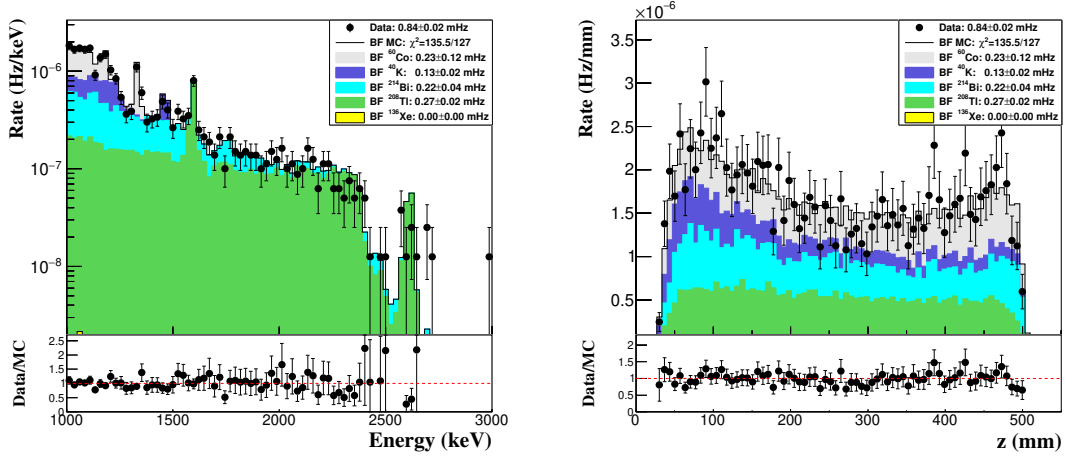 Rate (Hz/keV)
10⁻⁶
10⁻⁷
10⁻⁸
Data: 0.84±0.02 mHz
BF MC: χ²=135.5/127
BF ⁶⁰Co: 0.23±0.12 mHz
BF ⁴⁰K: 0.13±0.02 mHz
BF ²¹⁴Bi: 0.22±0.04 mHz
BF ²⁰⁸Tl: 0.27±0.02 mHz
BF ¹³⁶Xe: 0.00±0.00 mHz
Data/MC
2.5
2
1.5
1
0.5
0
1000 1500 2000 2500 3000
Energy (keV)
×10⁻⁶
Rate (Hz/mm)
3.5
3
2.5
2
1.5
1
0.5
Data: 0.84±0.02 mHz
BF MC: χ²=135.5/127
BF ⁶⁰Co: 0.23±0.12 mHz
BF ⁴⁰K: 0.13±0.02 mHz
BF ²¹⁴Bi: 0.22±0.04 mHz
BF ²⁰⁸Tl: 0.27±0.02 mHz
BF ¹³⁶Xe: 0.00±0.00 mHz
Data/MC
2
1.5
1
0.5
0
0 100 200 300 400 500
z (mm)